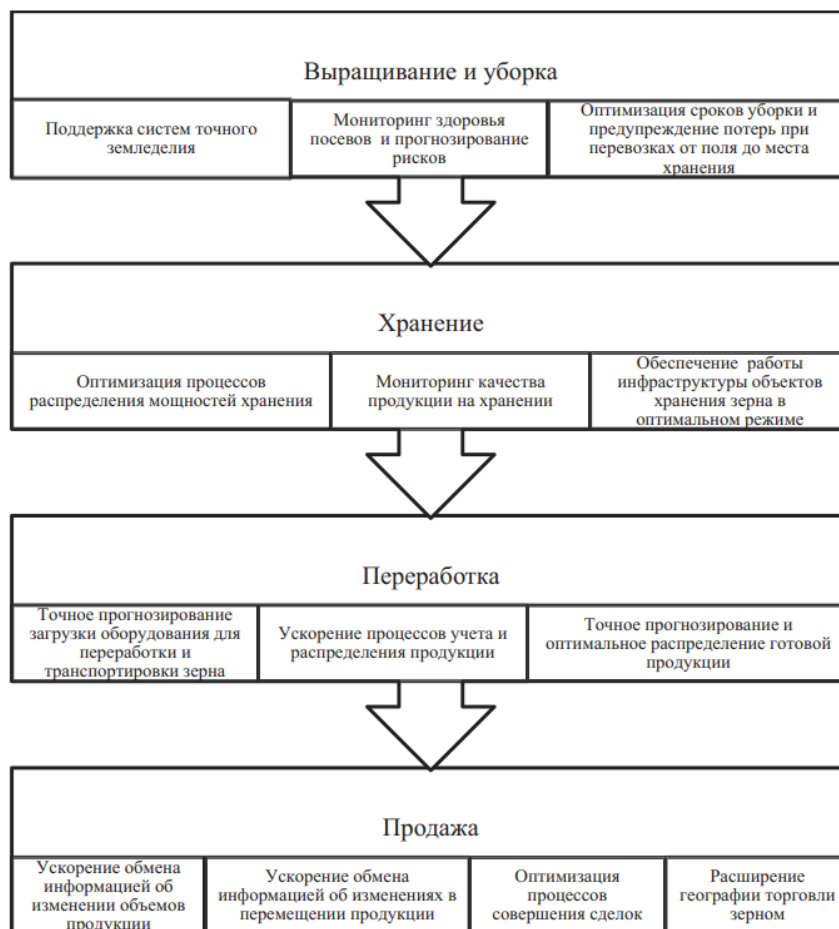 Выращивание и уборка
Поддержка систем точного
земледелия
Мониторинг здоровья
посевов и прогнозирование
рисков
Оптимизация сроков уборки и
предупреждение потерь при
перевозках от поля до места
хранения
Хранение
Оптимизация процессов
распределения мощностей хранения
Мониторинг качества
продукции на хранении
Обеспечение работы
инфраструктуры объектов
хранения зерна в
оптимальном режиме
Переработка
Точное прогнозирование
загрузки оборудования для
переработки и
транспортировки зерна
Ускорение процессов учета и
распределения продукции
Точное прогнозирование и
оптимальное распределение готовой
продукции
Продажа
Ускорение обмена
информацией об
изменении объемов
продукции
Ускорение обмена
информацией об изменениях в
перемещении продукции
Оптимизация
процессов
совершения сделок
Расширение
географии торговли
зерном